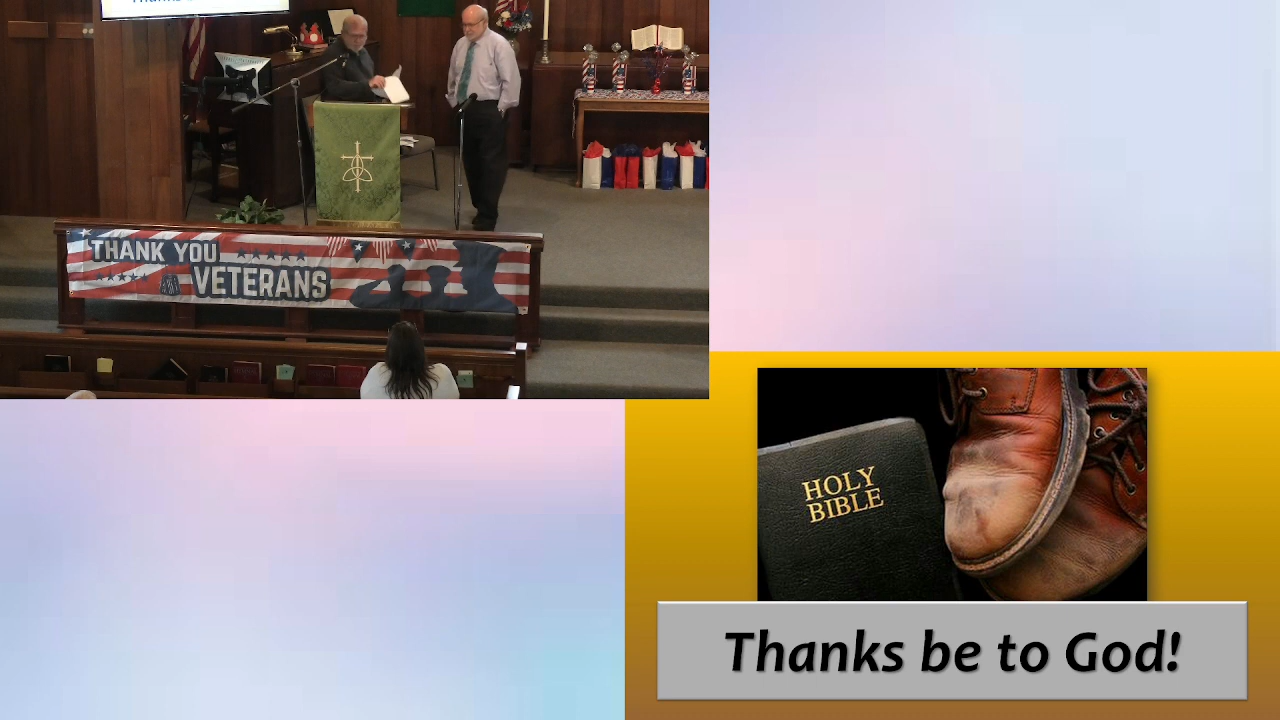 THANK YOU
VETERANS
HOLY
BIBLE
Thanks be to God!